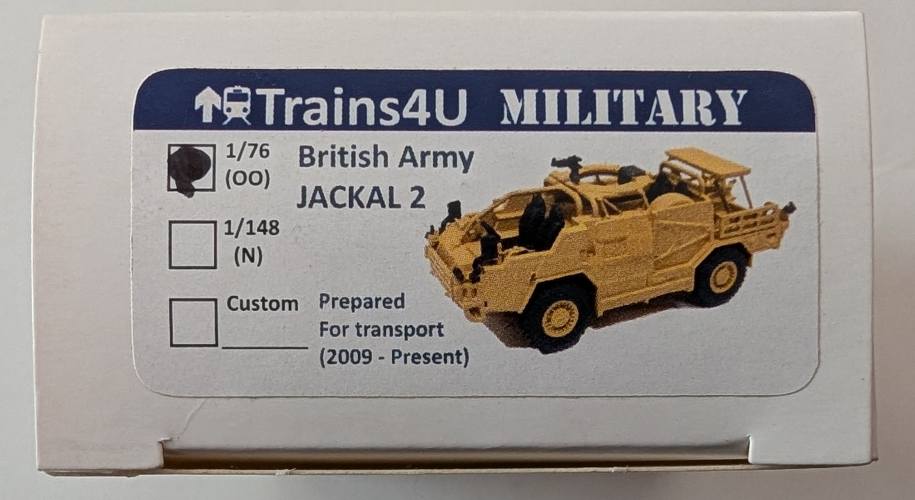 Trains4U MILITARY
1/76
(OO)
British Army
JACKAL 2
1/148
(N)
Custom
Prepared
For transport
(2009 - Present)